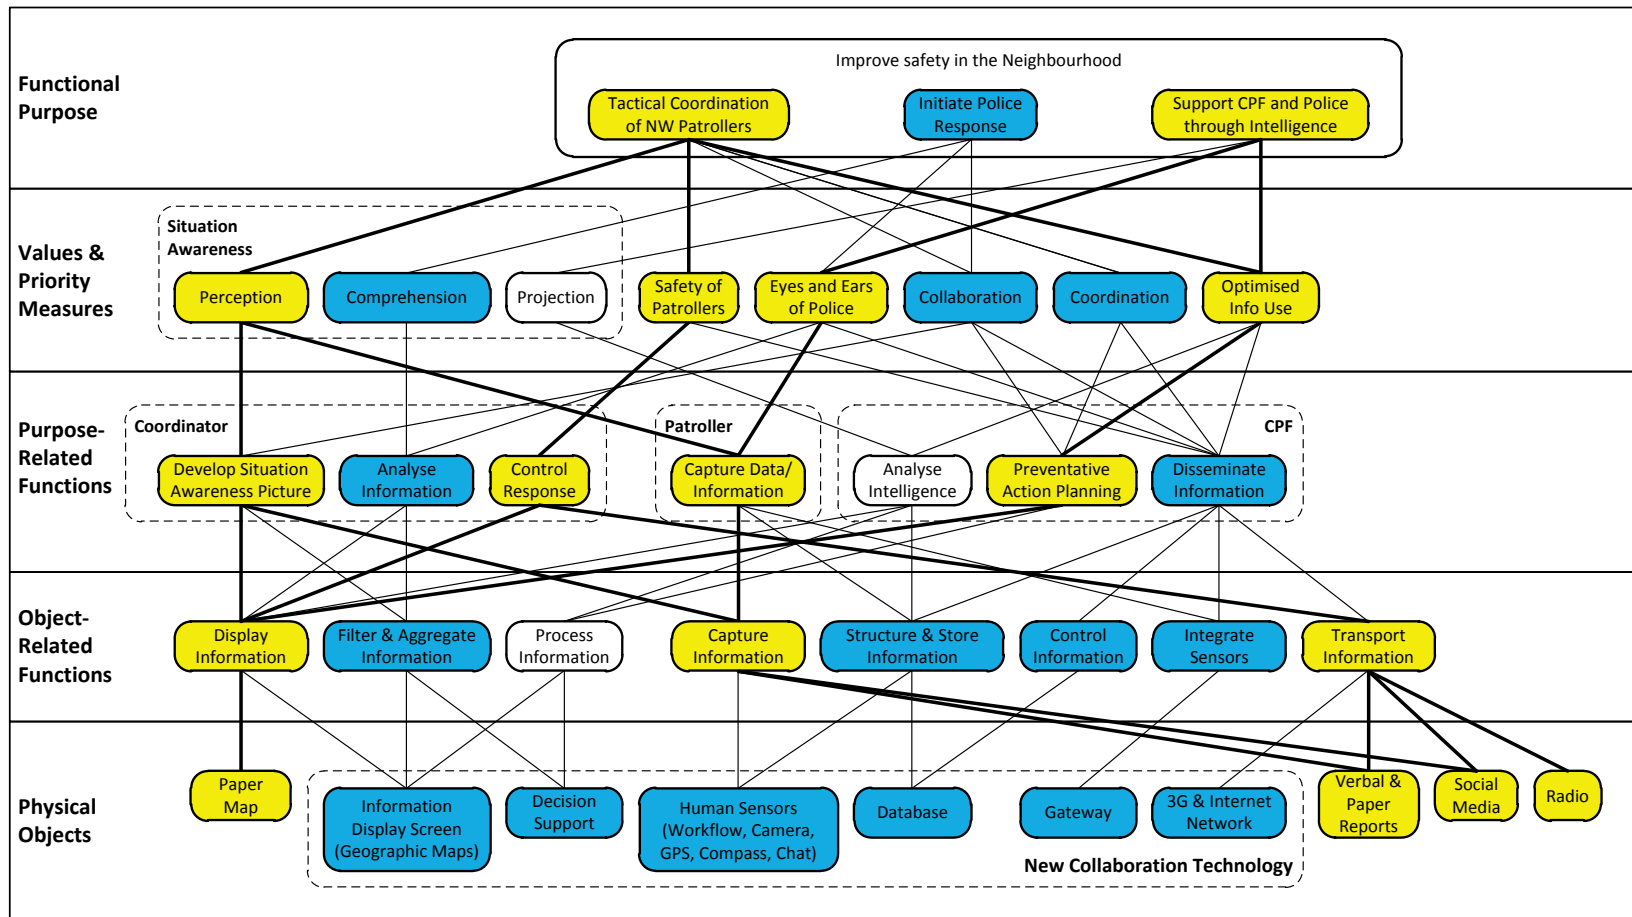 Functional
Purpose
Improve safety in the Neighbourhood
Tactical Coordination
of NW Patrollers
Initiate Police
Response
Support CPF and Police
through Intelligence
Values &
Priority
Measures
Situation
Awareness
Perception
Comprehension
Projection
Safety of
Patrollers
Eyes and Ears
of Police
Collaboration
Coordination
Optimised
Info Use
Purpose-
Related
Functions
Coordinator
Patroller
CPF
Develop Situation
Awareness Picture
Analyse
Information
Control
Response
Capture Data/
Information
Analyse
Intelligence
Preventative
Action Planning
Disseminate
Information
Object-
Related
Functions
Display
Information
Filter & Aggregate
Information
Process
Information
Capture
Information
Structure & Store
Information
Control
Information
Integrate
Sensors
Transport
Information
Physical
Objects
Paper
Map
Information
Display Screen
(Geographic Maps)
Decision
Support
Human Sensors
(Workflow, Camera,
GPS, Compass, Chat)
Database
Gateway
3G & Internet
Network
Verbal &
Paper
Reports
Social
Media
Radio
New Collaboration Technology